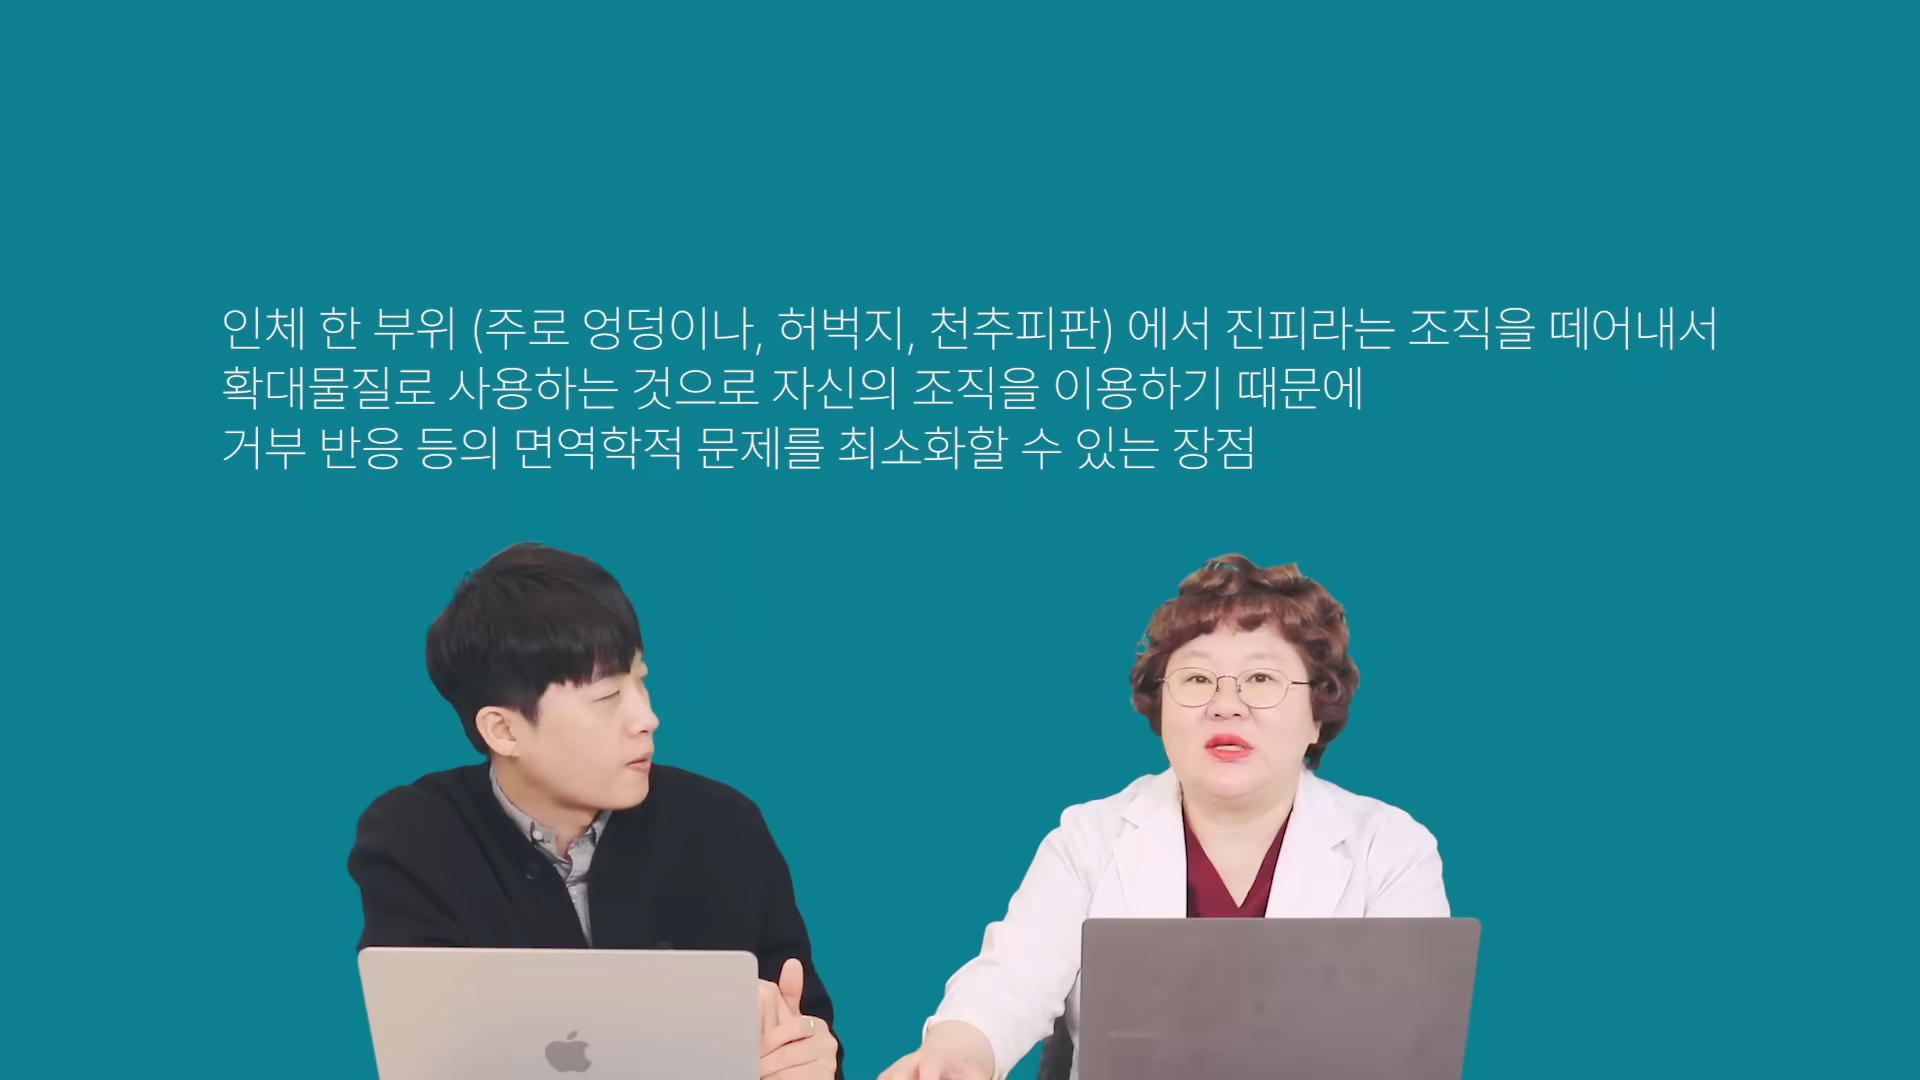 인체 한 부위 (주로 엉덩이나, 허벅지, 천추피판) 에서 진피라는 조직을 떼어내서
확대물질로 사용하는 것으로 자신의 조직을 이용하기 때문에
거부 반응 등의 면역학적 문제를 최소화할 수 있는 장점